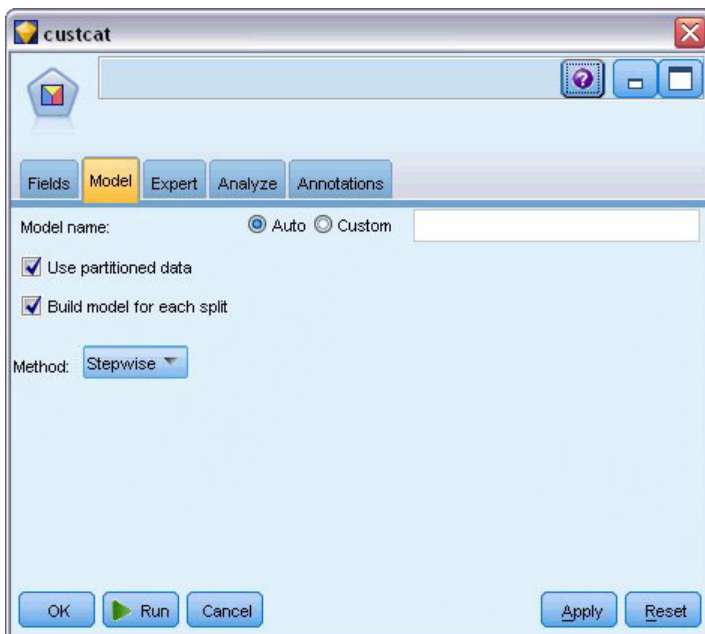 custcat
Fields Model Expert Analyze Annotations
Model name: Auto Custom
Use partitioned data
Build model for each split
Method: Stepwise
OK Run Cancel Apply Reset